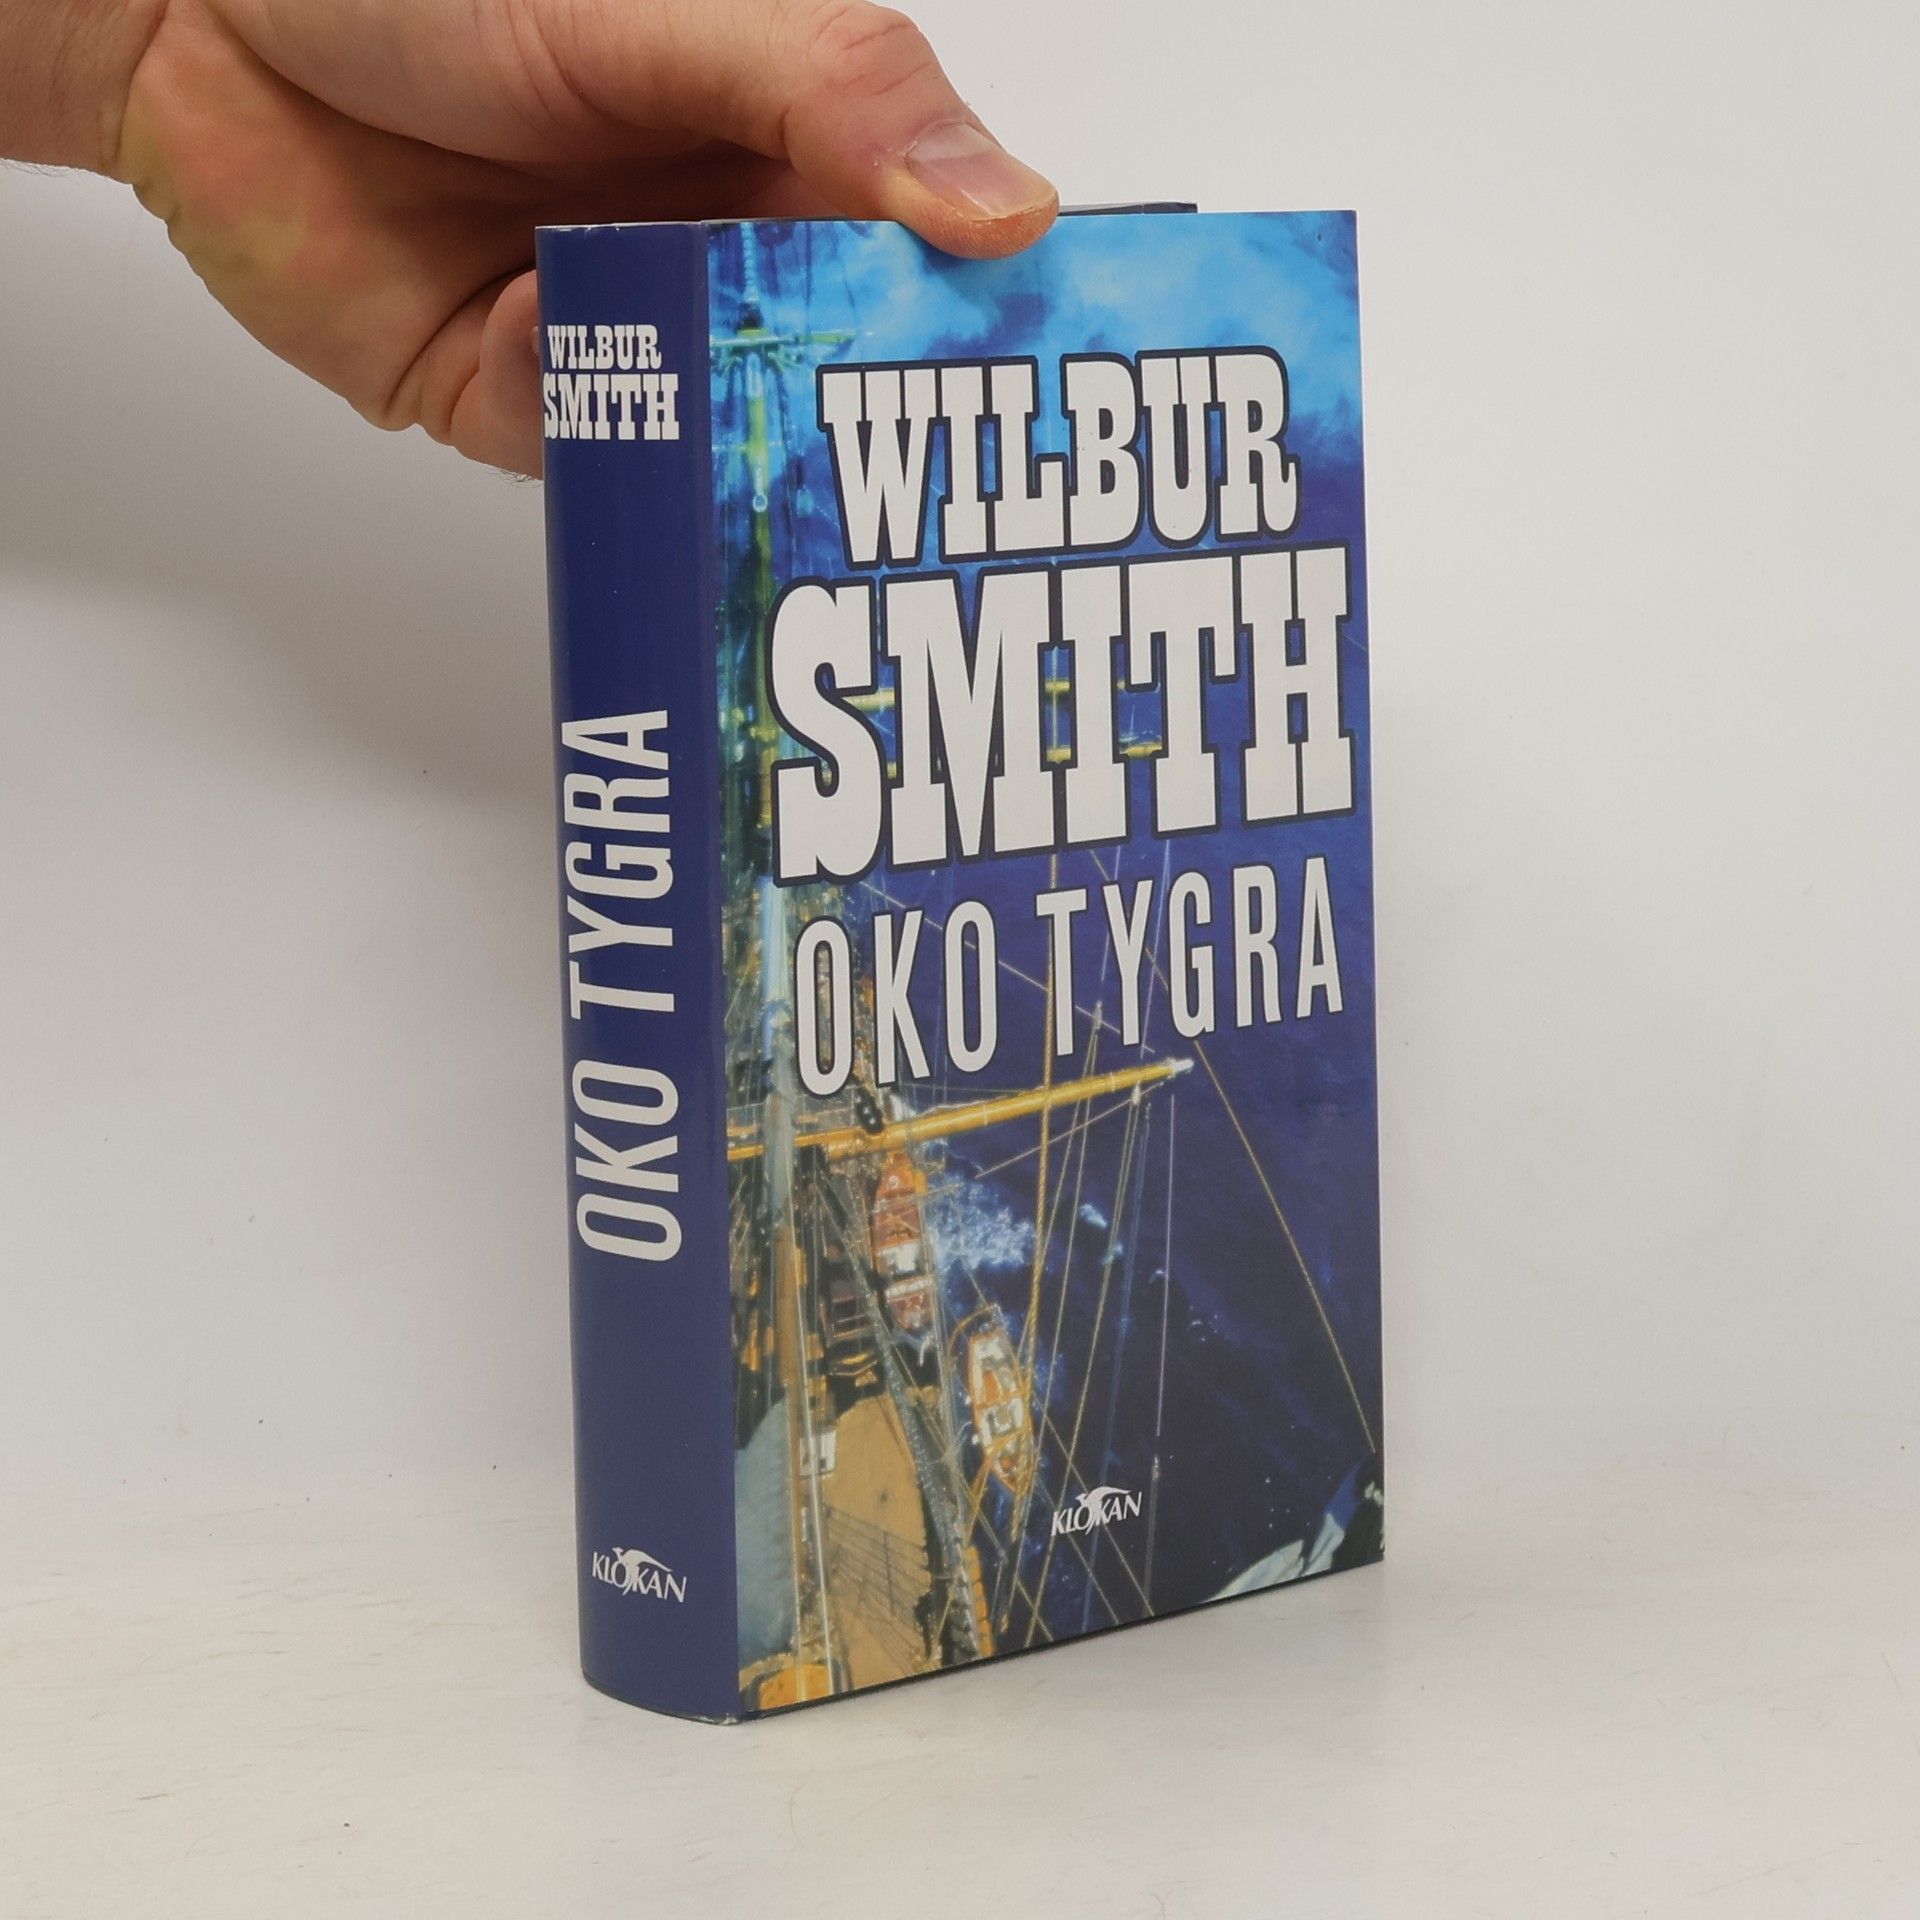 WILBUR
SMITH
OKO TYGRA
KLOKAN
WILBUR
SMITH
OKO TYGRA
KLOKAN